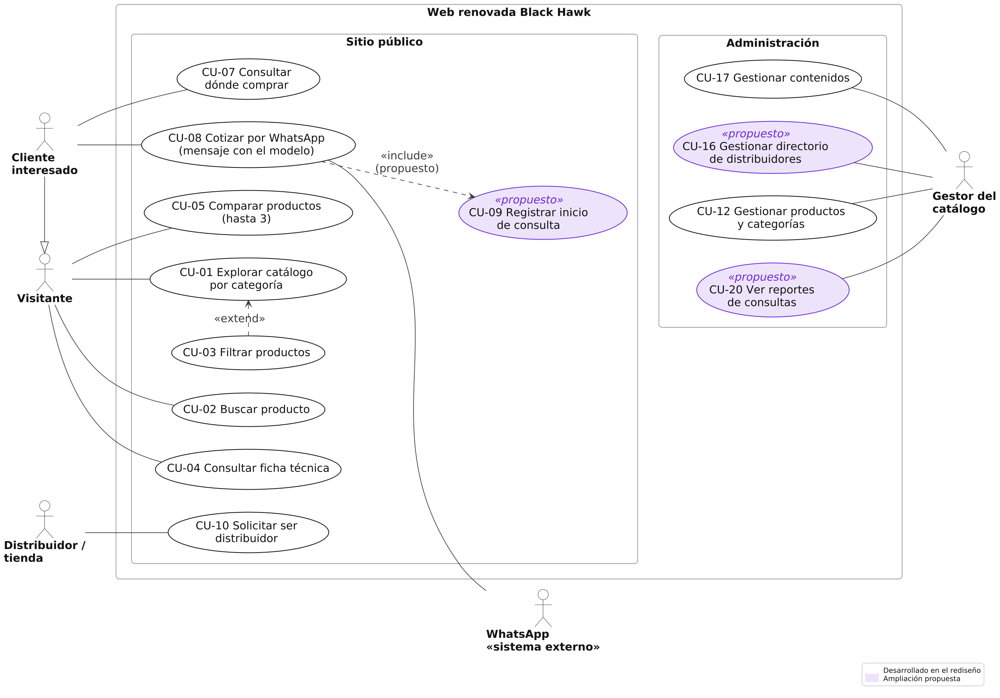 Web renovada Black Hawk
Sitio público
Administración
CU-07 Consultar
dónde comprar
CU-08 Cotizar por WhatsApp
(mensaje con el modelo)
«include»
(propuesto)
CU-05 Comparar productos
(hasta 3)
«propuesto»
CU-09 Registrar inicio
de consulta
CU-01 Explorar catálogo
por categoría
«extend»
CU-03 Filtrar productos
CU-02 Buscar producto
CU-04 Consultar ficha técnica
CU-10 Solicitar ser
distribuidor
CU-17 Gestionar contenidos
«propuesto»
CU-16 Gestionar directorio
de distribuidores
CU-12 Gestionar productos
y categorías
«propuesto»
CU-20 Ver reportes
de consultas
Cliente
interesado
Visitante
Distribuidor /
tienda
Gestor del
catálogo
WhatsApp
«sistema externo»
Desarrollado en el rediseño
Ampliación propuesta